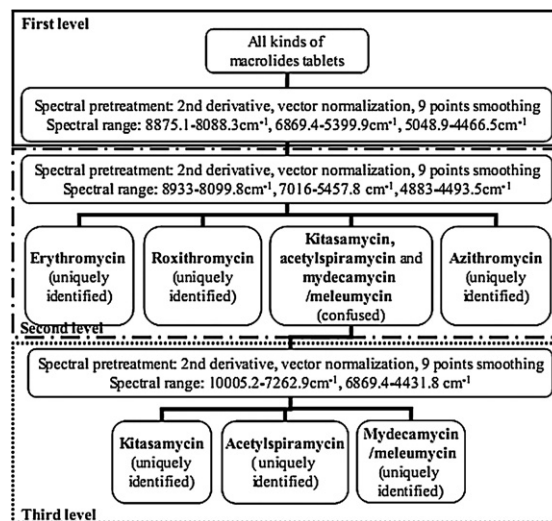 First level
All kinds of
macrolides tablets
Spectral pretreatment: 2nd derivative, vector normalization, 9 points smoothing
Spectral range: 8875.1-8088.3cm⁻¹, 6869.4-5399.9cm⁻¹, 5048.9-4466.5cm⁻¹
Spectral pretreatment: 2nd derivative, vector normalization, 9 points smoothing
Spectral range: 8933-8099.8cm⁻¹, 7016-5457.8 cm⁻¹, 4883-4493.5cm⁻¹
Erythromycin
(uniquely
identified)
Roxithromycin
(uniquely
identified)
Kitasamycin,
acetylspiramycin and
mydecamycin
/meleumycin
(confused)
Azithromycin
(uniquely
identified)
Second level
Spectral pretreatment: 2nd derivative, vector normalization, 9 points smoothing
Spectral range: 10005.2-7262.9cm⁻¹, 6869.4-4431.8 cm⁻¹
Kitasamycin
(uniquely
identified)
Acetylspiramycin
( uniquely
identified)
Mydecamycin
/meleumycin
(uniquely
identified)
Third level